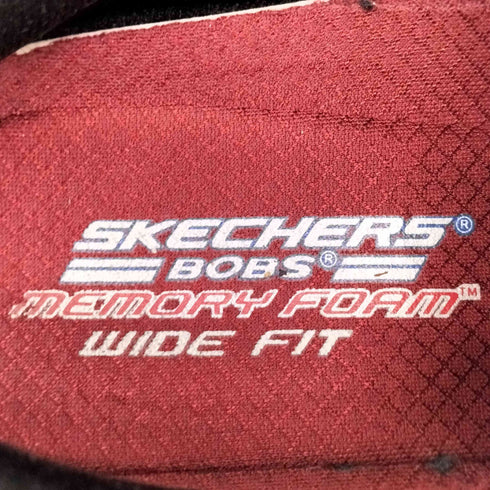 SKECHERS®
BOBS®
MEMORY FOAM™
WIDE FIT